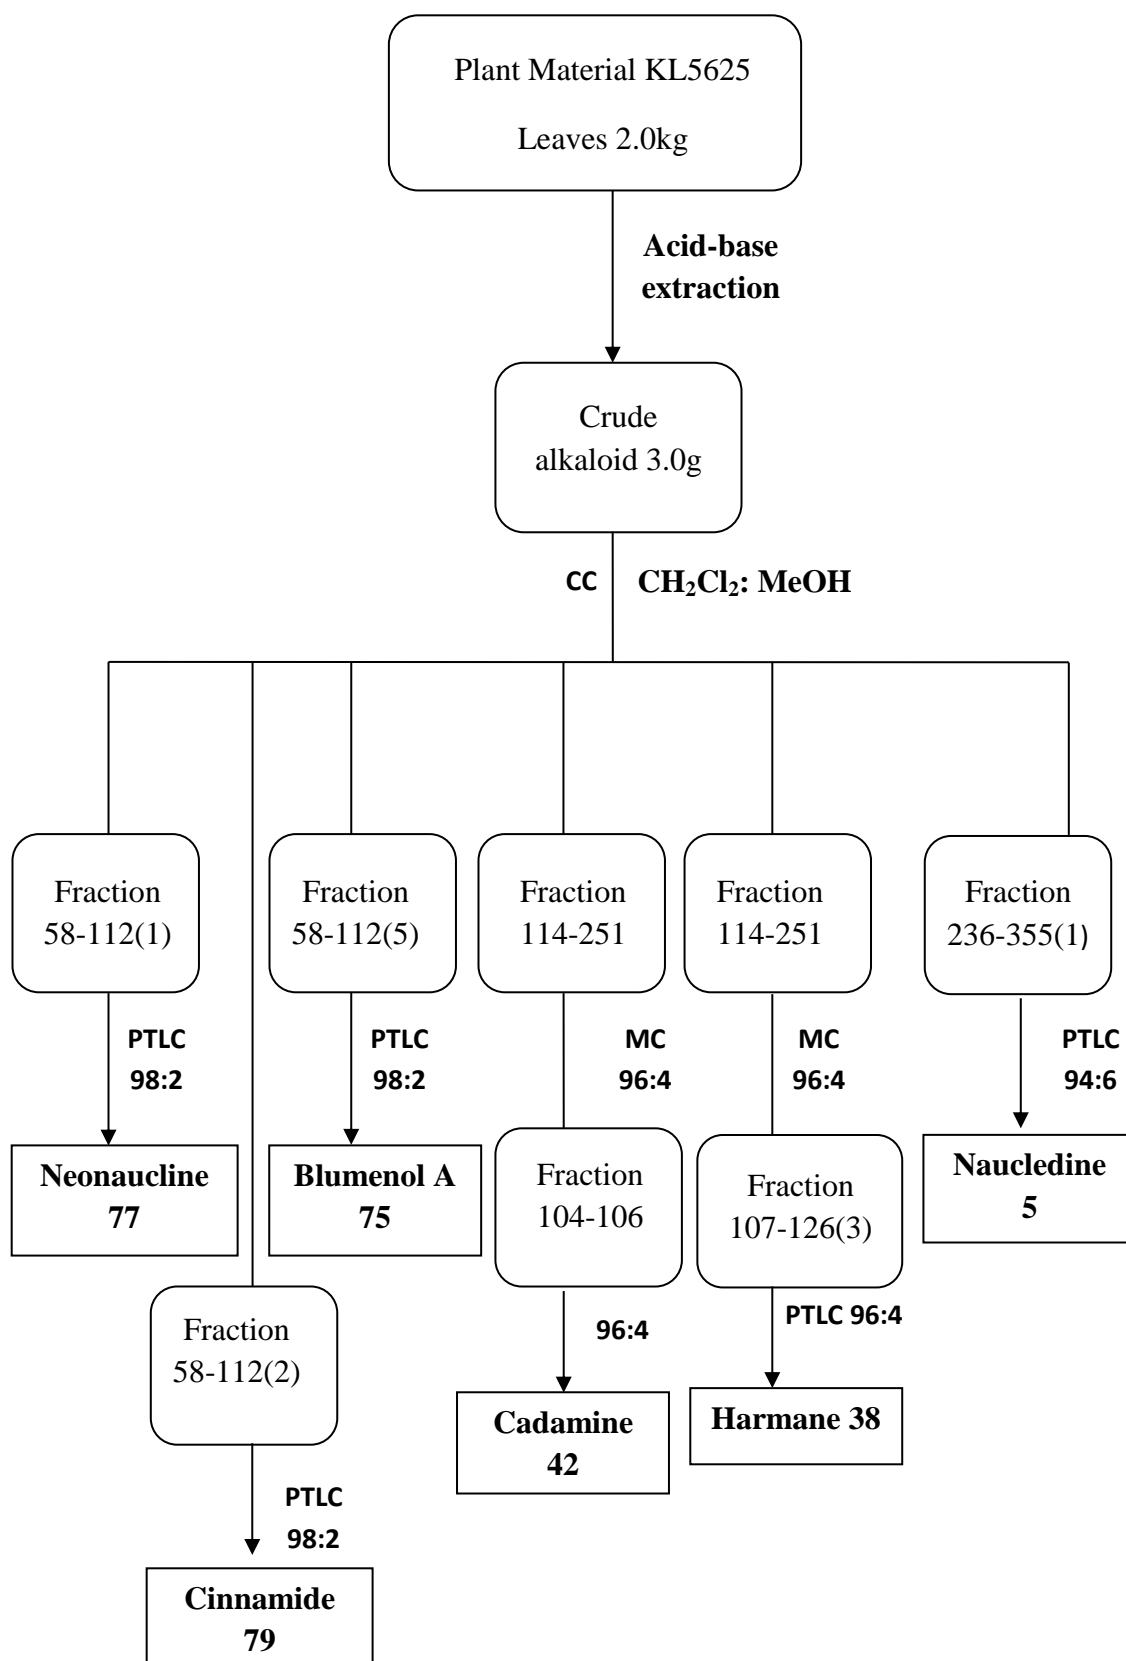 Plant Material KL5625
Leaves 2.0kg
Acid-base
extraction
Crude
alkaloid 3.0g
CC
CH₂Cl₂: MeOH
Fraction
58-112(1)
Fraction
58-112(5)
Fraction
114-251
Fraction
114-251
Fraction
236-355(1)
PTLC
98:2
PTLC
98:2
MC
96:4
MC
96:4
PTLC
94:6
Neonaucline
77
Blumenol A
75
Fraction
104-106
Fraction
107-126(3)
Naucledine
5
Fraction
58-112(2)
96:4
PTLC 96:4
Cadamine
42
Harmane 38
PTLC
98:2
Cinnamide
79